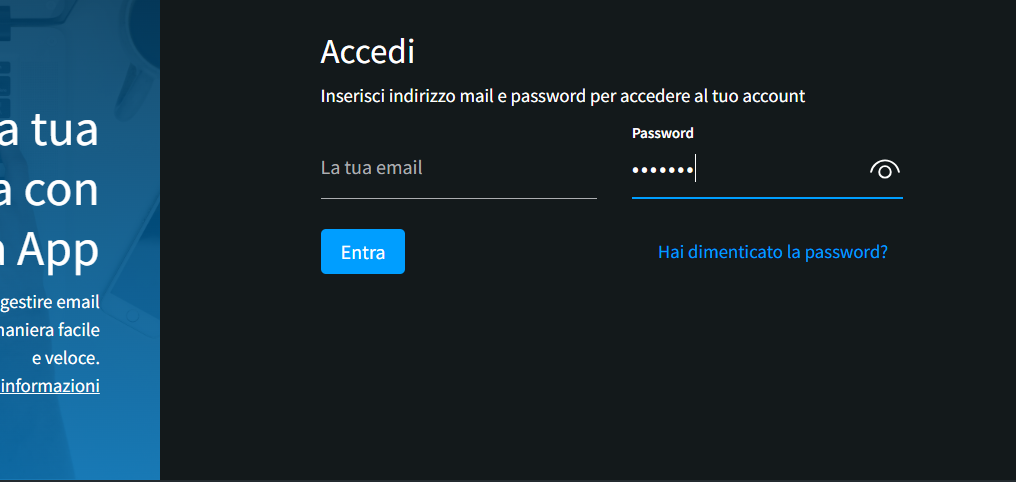 a tua
a con
App
gestire email
maniera facile
e veloce.
informazioni
Accedi
Inserisci indirizzo mail e password per accedere al tuo account
Password
La tua email
•••••••
Entra
Hai dimenticato la password?